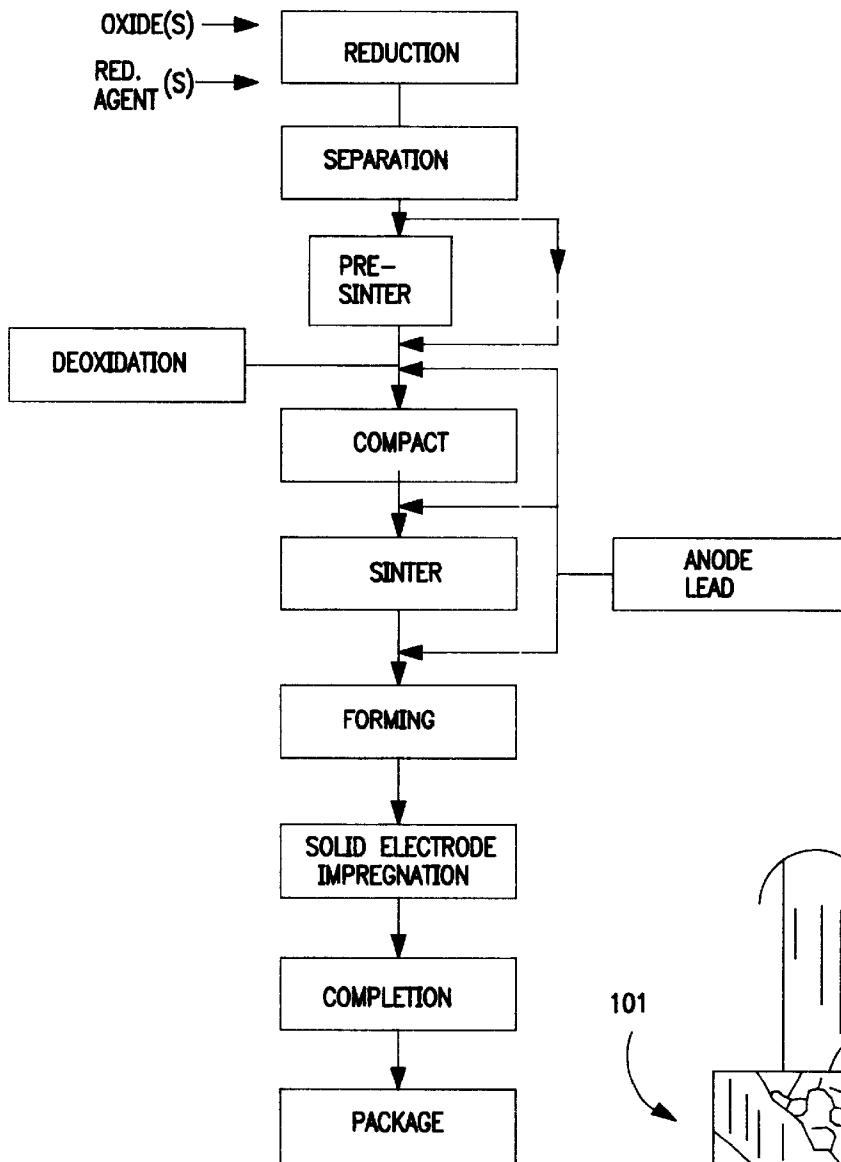 OXIDE(S)
REDUCTION
RED.
AGENT (S)
SEPARATION
PRE-
SINTER
DEOXIDATION
COMPACT
SINTER
ANODE
LEAD
FORMING
SOLID ELECTRODE
IMPREGNATION
COMPLETION
101
PACKAGE